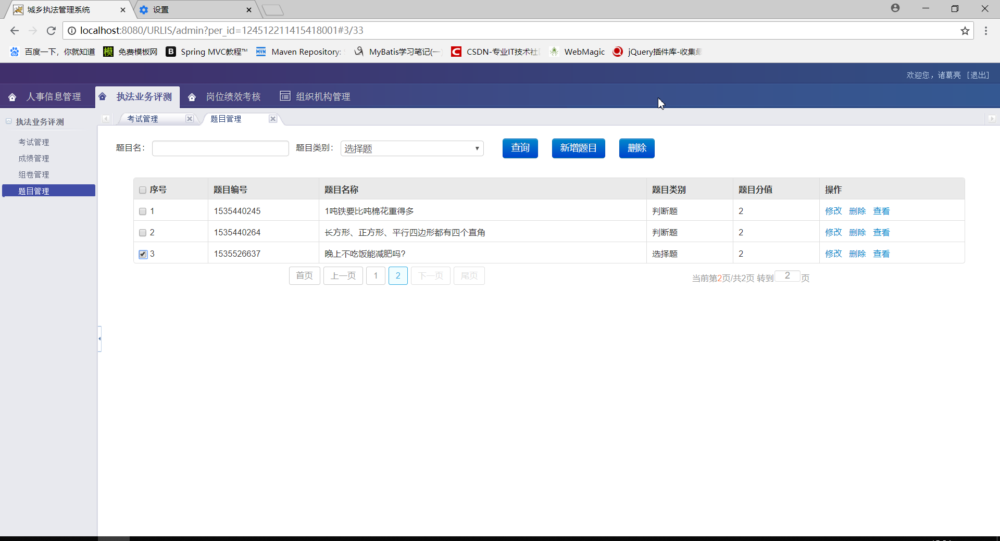 城乡执法管理系统
设置
localhost:8080/URLIS/admin?per_id=124512211415418001#3/33
百度一下，你就知道 免费模板网 Spring MVC教程™ Maven Repository: MyBatis学习笔记(一 CSDN-专业IT技术社 WebMagic jQuery插件库-收集最
欢迎您，诸葛亮 [退出]
人事信息管理 执法业务评测 岗位绩效考核 组织机构管理
执法业务评测
考试管理
成绩管理
组卷管理
题目管理
考试管理 题目管理
题目名： 题目类别： 选择题 查询 新增题目 删除
序号 题目编号 题目名称 题目类别 题目分值 操作
1 1535440245 1吨铁要比吨棉花重得多 判断题 2 修改 删除 查看
2 1535440264 长方形、正方形、平行四边形都有四个直角 判断题 2 修改 删除 查看
3 1535526637 晚上不吃饭能减肥吗? 选择题 2 修改 删除 查看
首页 上一页 1 2 下一页 尾页 当前第2页/共2页 转到 2 页